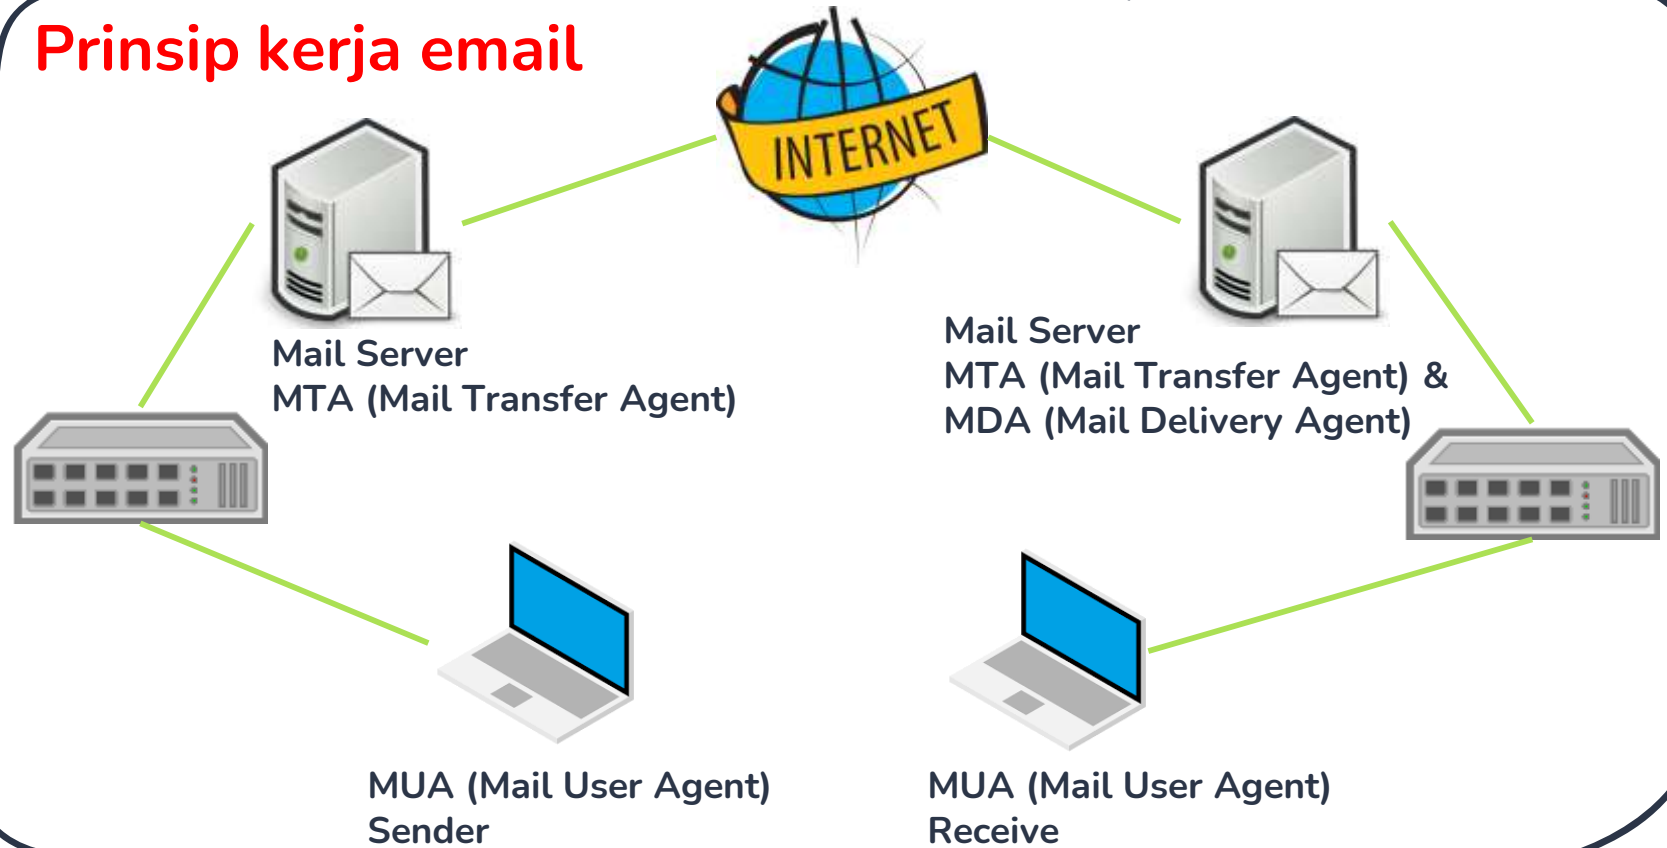 Prinsip kerja email
INTERNET
Mail Server
MTA (Mail Transfer Agent)
Mail Server
MTA (Mail Transfer Agent) &
MDA (Mail Delivery Agent)
MUA (Mail User Agent)
Sender
MUA (Mail User Agent)
Receive